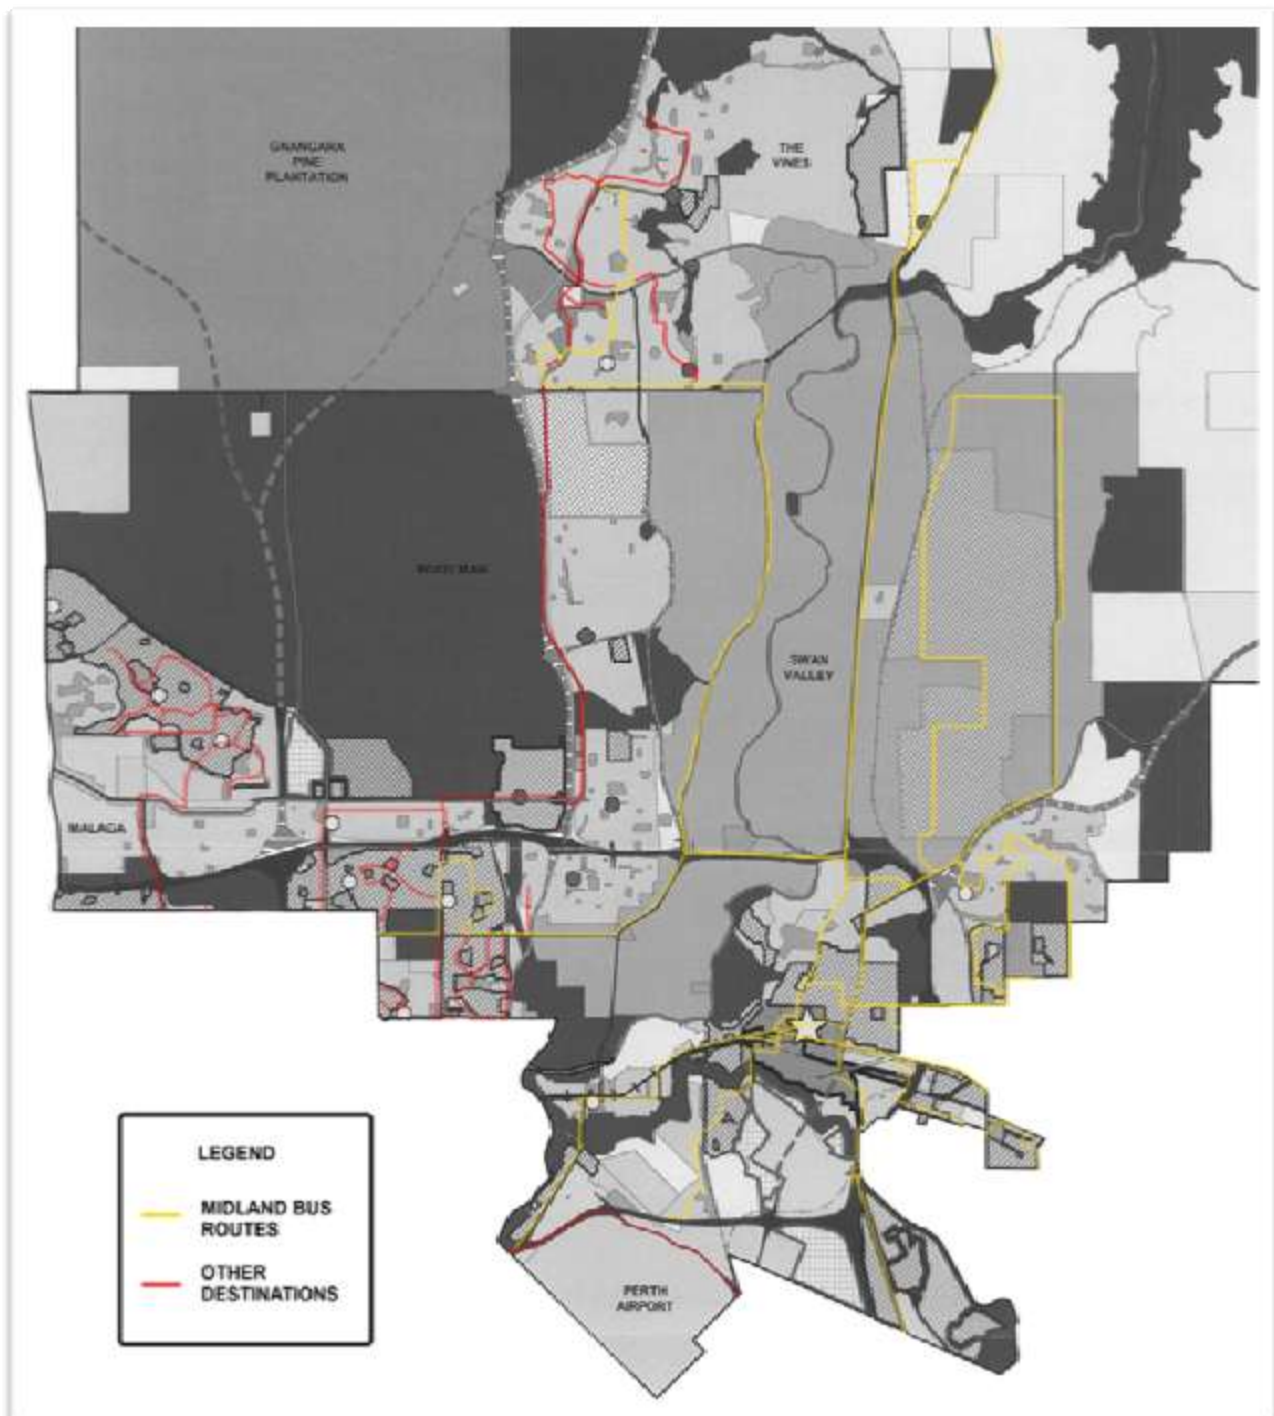 GNANGARA
PINE
PLANTATION
THE
VINES
SWAN
VALLEY
MALAGA
PERTH
AIRPORT
LEGEND
MIDLAND BUS
ROUTES
OTHER
DESTINATIONS